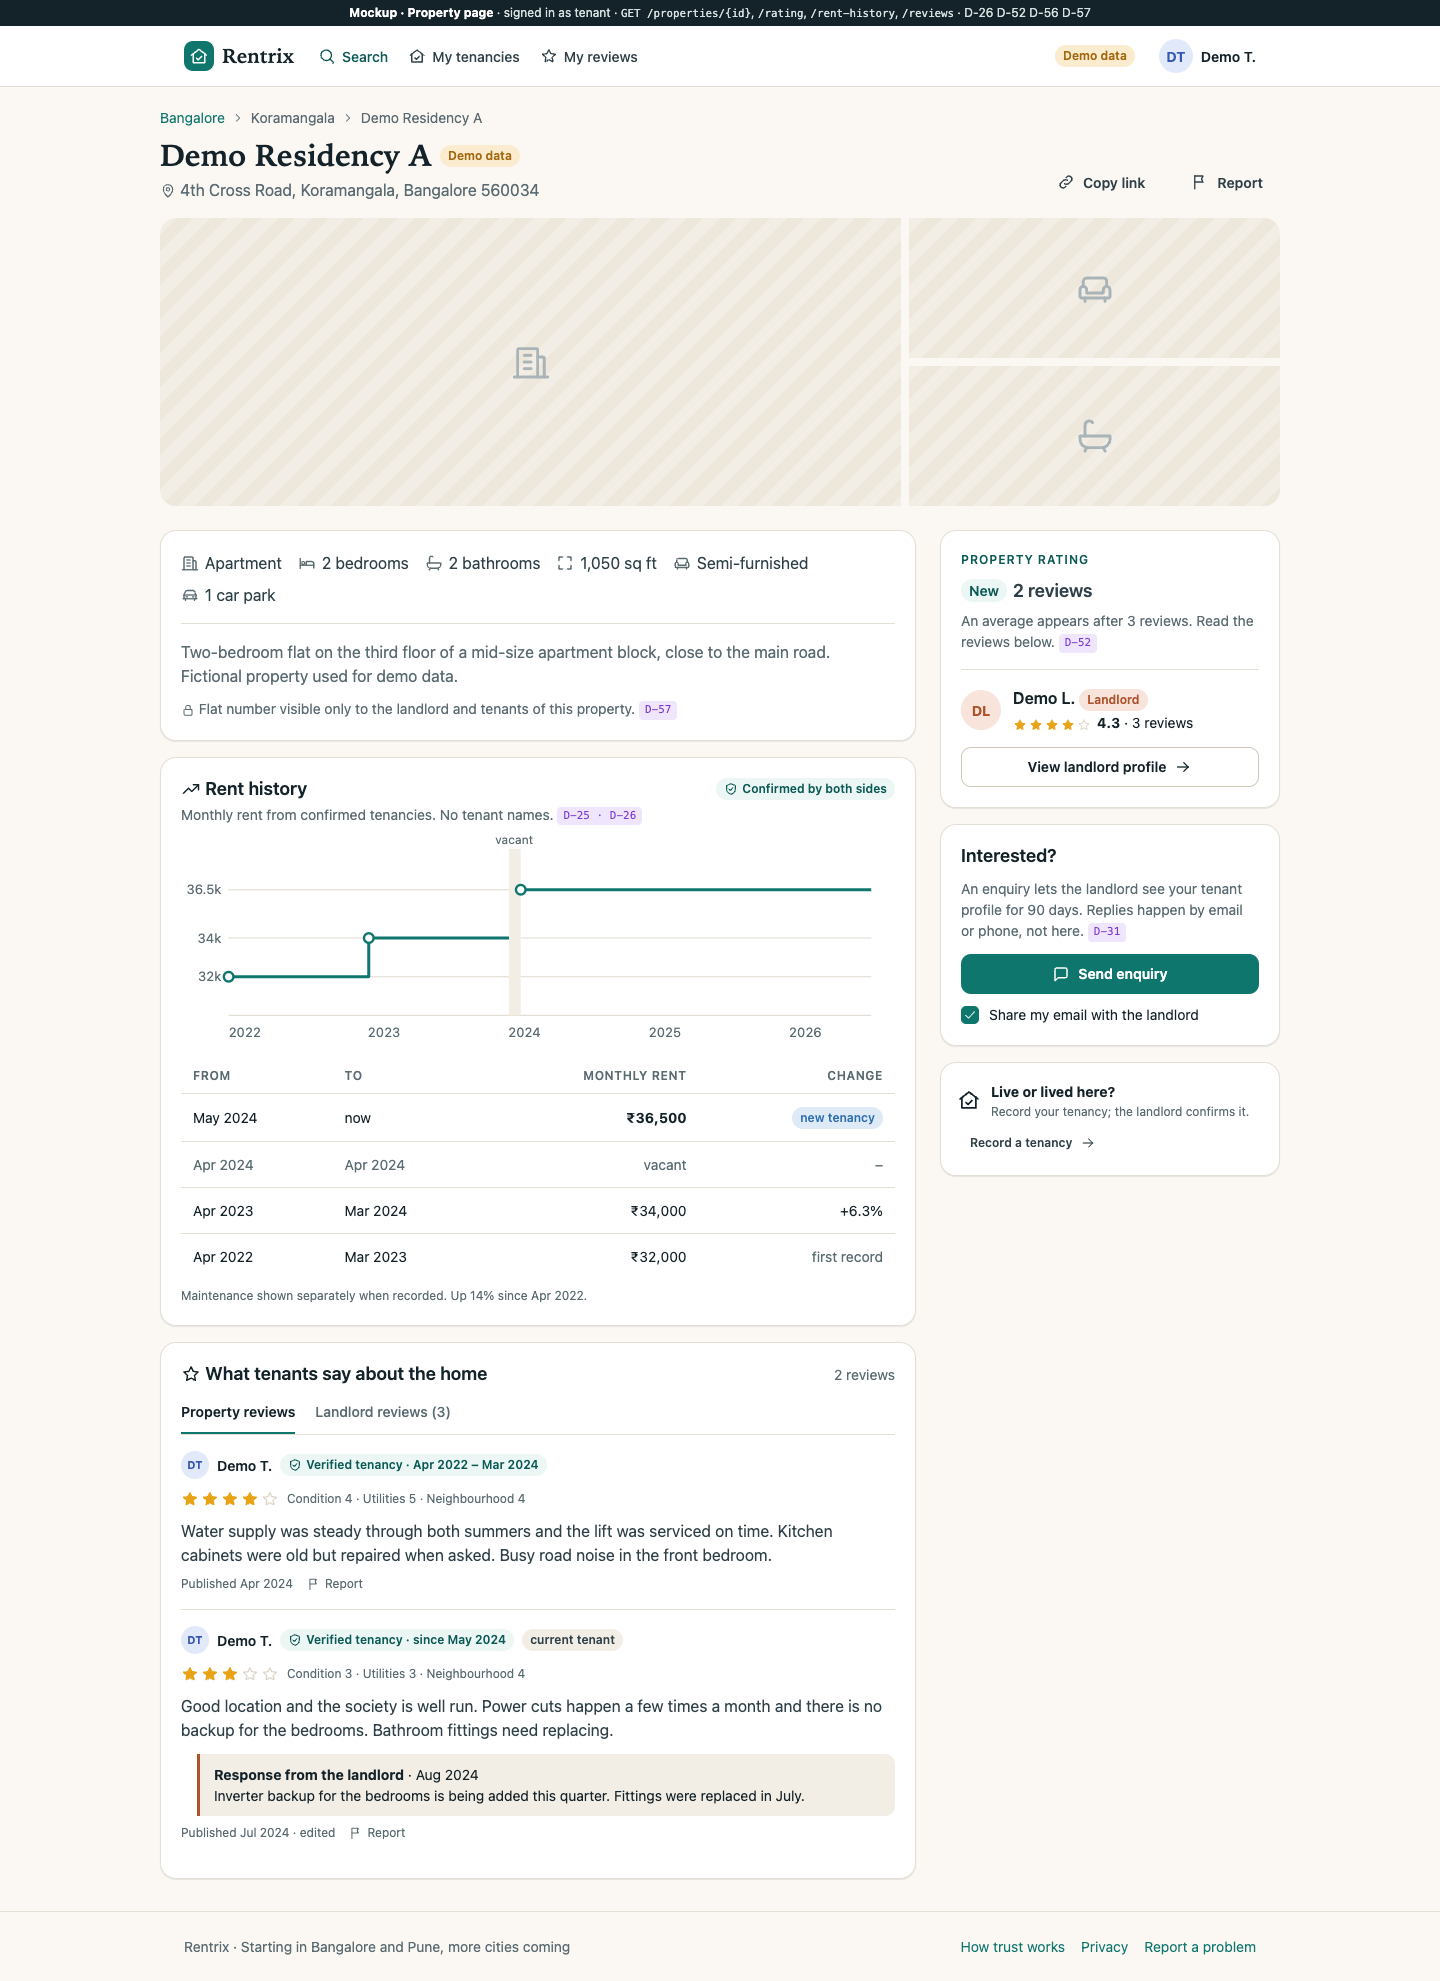 Mockup · Property page · signed in as tenant · GET /properties/{id}, /rating, /rent-history, /reviews · D-26 D-52 D-56 D-57
Rentrix
Search
My tenancies
My reviews
Demo data
DT
Demo T.
Bangalore > Koramangala > Demo Residency A
Demo Residency A
Demo data
4th Cross Road, Koramangala, Bangalore 560034
Copy link
Report
Apartment
2 bedrooms
2 bathrooms
1,050 sq ft
Semi-furnished
1 car park
Two-bedroom flat on the third floor of a mid-size apartment block, close to the main road.
Fictional property used for demo data.
Flat number visible only to the landlord and tenants of this property. D-57
PROPERTY RATING
New 2 reviews
An average appears after 3 reviews. Read the
reviews below. D-52
DL
Demo L. Landlord
4.3 · 3 reviews
View landlord profile →
Rent history
Confirmed by both sides
Monthly rent from confirmed tenancies. No tenant names. D-25 · D-26
vacant
36.5k
34k
32k
2022 2023 2024 2025 2026
FROM TO MONTHLY RENT CHANGE
May 2024 now ₹36,500 new tenancy
Apr 2024 Apr 2024 vacant –
Apr 2023 Mar 2024 ₹34,000 +6.3%
Apr 2022 Mar 2023 ₹32,000 first record
Maintenance shown separately when recorded. Up 14% since Apr 2022.
Interested?
An enquiry lets the landlord see your tenant
profile for 90 days. Replies happen by email
or phone, not here. D-31
Send enquiry
Share my email with the landlord
Live or lived here?
Record your tenancy; the landlord confirms it.
Record a tenancy →
What tenants say about the home
2 reviews
Property reviews
Landlord reviews (3)
DT
Demo T.
Verified tenancy · Apr 2022 – Mar 2024
Condition 4 · Utilities 5 · Neighbourhood 4
Water supply was steady through both summers and the lift was serviced on time. Kitchen
cabinets were old but repaired when asked. Busy road noise in the front bedroom.
Published Apr 2024
Report
DT
Demo T.
Verified tenancy · since May 2024
current tenant
Condition 3 · Utilities 3 · Neighbourhood 4
Good location and the society is well run. Power cuts happen a few times a month and there is no
backup for the bedrooms. Bathroom fittings need replacing.
Response from the landlord · Aug 2024
Inverter backup for the bedrooms is being added this quarter. Fittings were replaced in July.
Published Jul 2024 · edited
Report
Rentrix · Starting in Bangalore and Pune, more cities coming
How trust works
Privacy
Report a problem